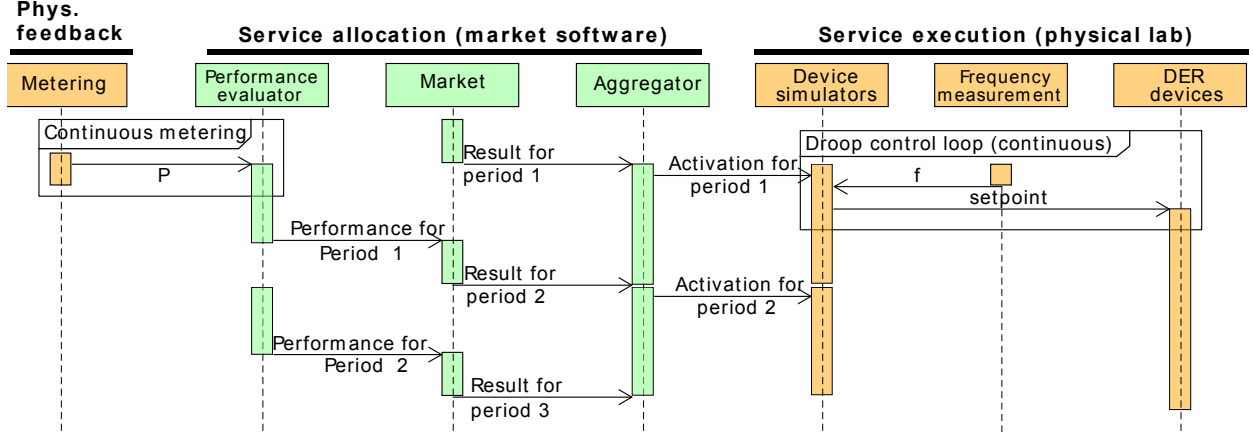 Phys.
feedback
Service allocation (market software)
Service execution (physical lab)
Metering
Performance
evaluator
Market
Aggregator
Device
simulators
Frequency
measurement
DER
devices
Continuous metering
P
Result for
period 1
Activation for
period 1
Droop control loop (continuous)
f
setpoint
Performance for
Period 1
Result for
period 2
Activation for
period 2
Performance for
Period 2
Result for
period 3